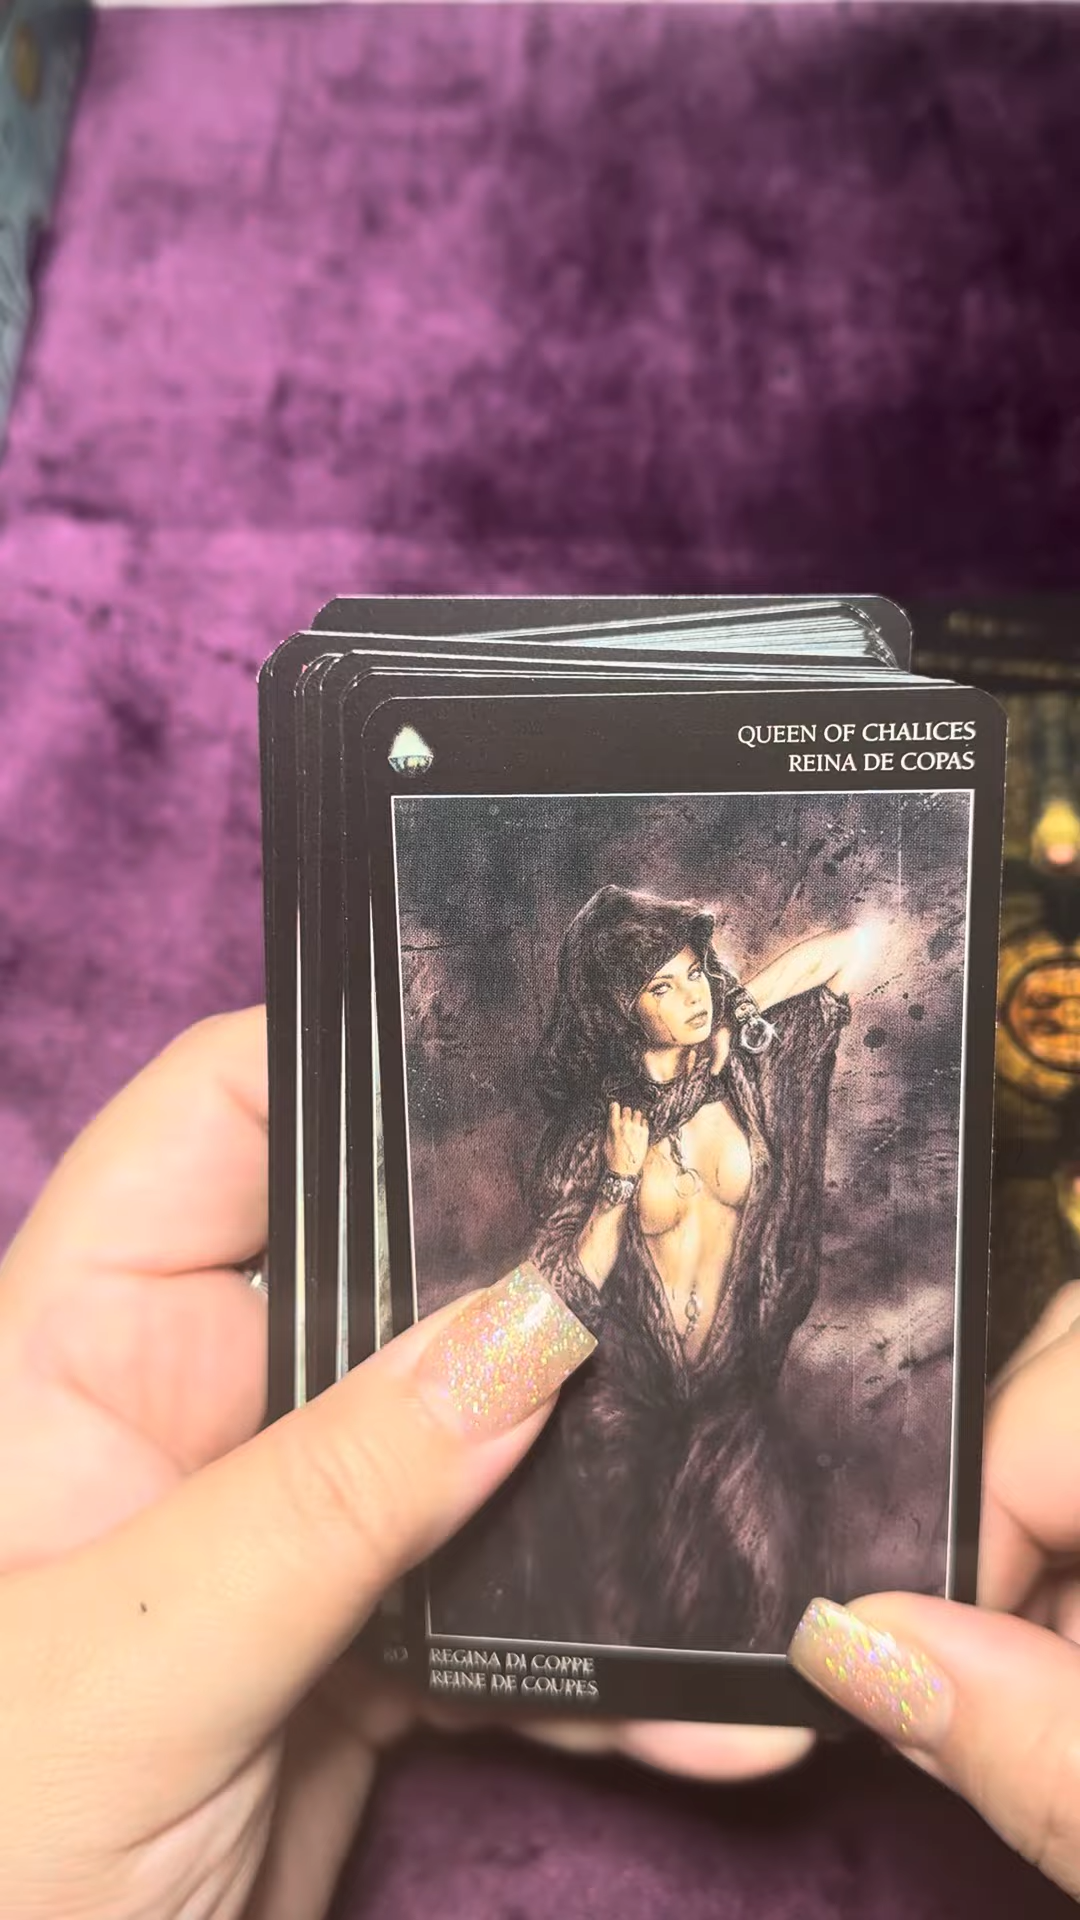 QUEEN OF CHALICES
REINA DE COPAS
REGINA DI COPPE
REINE DE COUPES